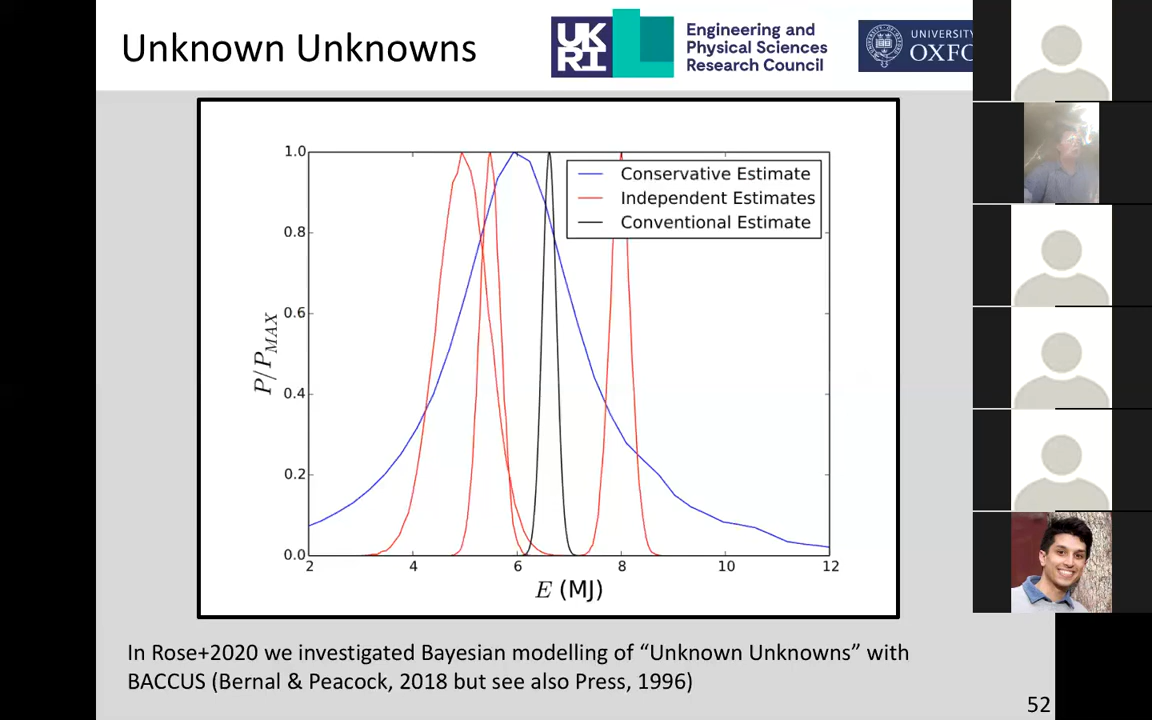 Unknown Unknowns
UK
RI
Engineering and
Physical Sciences
Research Council
UNIVERSITY
1.0
0.8
0.6
0.4
0.2
0.0
P/P_MAX
Conservative Estimate
Independent Estimates
Conventional Estimate
2 4 6 8 10 12
E (MJ)
In Rose+2020 we investigated Bayesian modelling of “Unknown Unknowns” with
BACCUS (Bernal & Peacock, 2018 but see also Press, 1996)
52